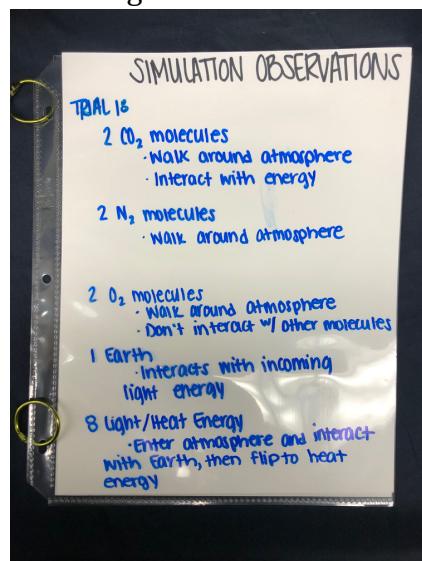 SIMULATION OBSERVATIONS
TRIAL 1:
2 CO₂ molecules
· Walk around atmosphere
· Interact with energy
2 N₂ molecules
· Walk around atmosphere
2 O₂ molecules
· Walk around atmosphere
· Don't interact w/ other molecules
1 Earth
· Interacts with incoming
light energy
8 Light/Heat Energy
· Enter atmosphere and interact
with Earth, then flip to heat
energy